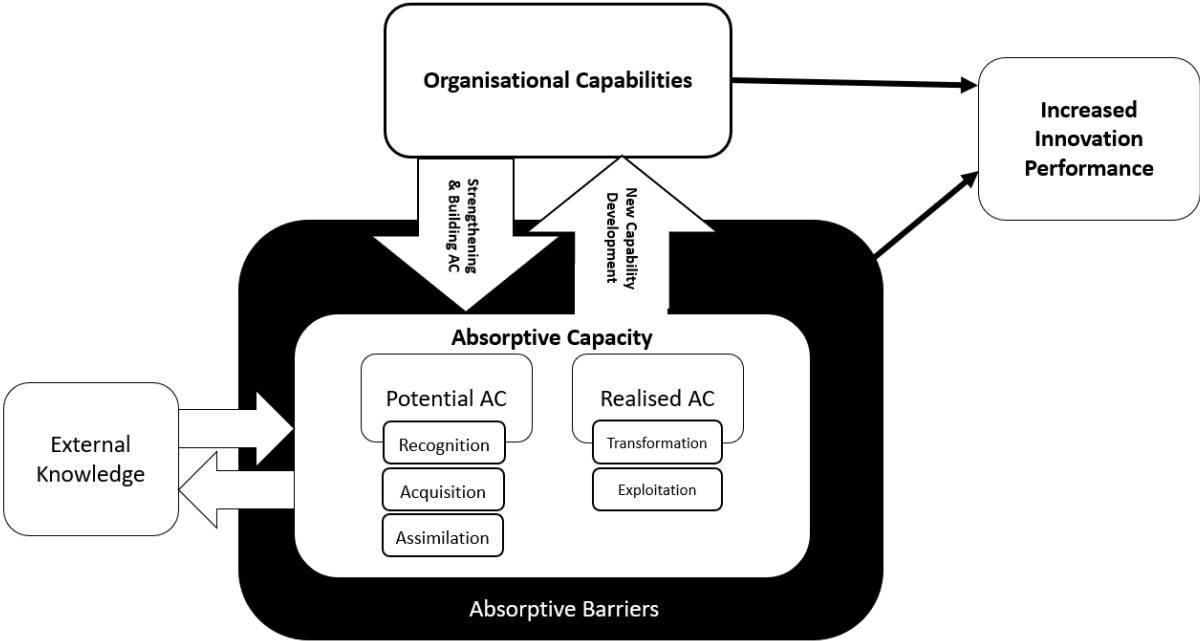 Organisational Capabilities
Increased
Innovation
Performance
Strengthening
& Building AC
New Capability
Development
Absorptive Capacity
Potential AC
Recognition
Acquisition
Assimilation
Realised AC
Transformation
Exploitation
External
Knowledge
Absorptive Barriers